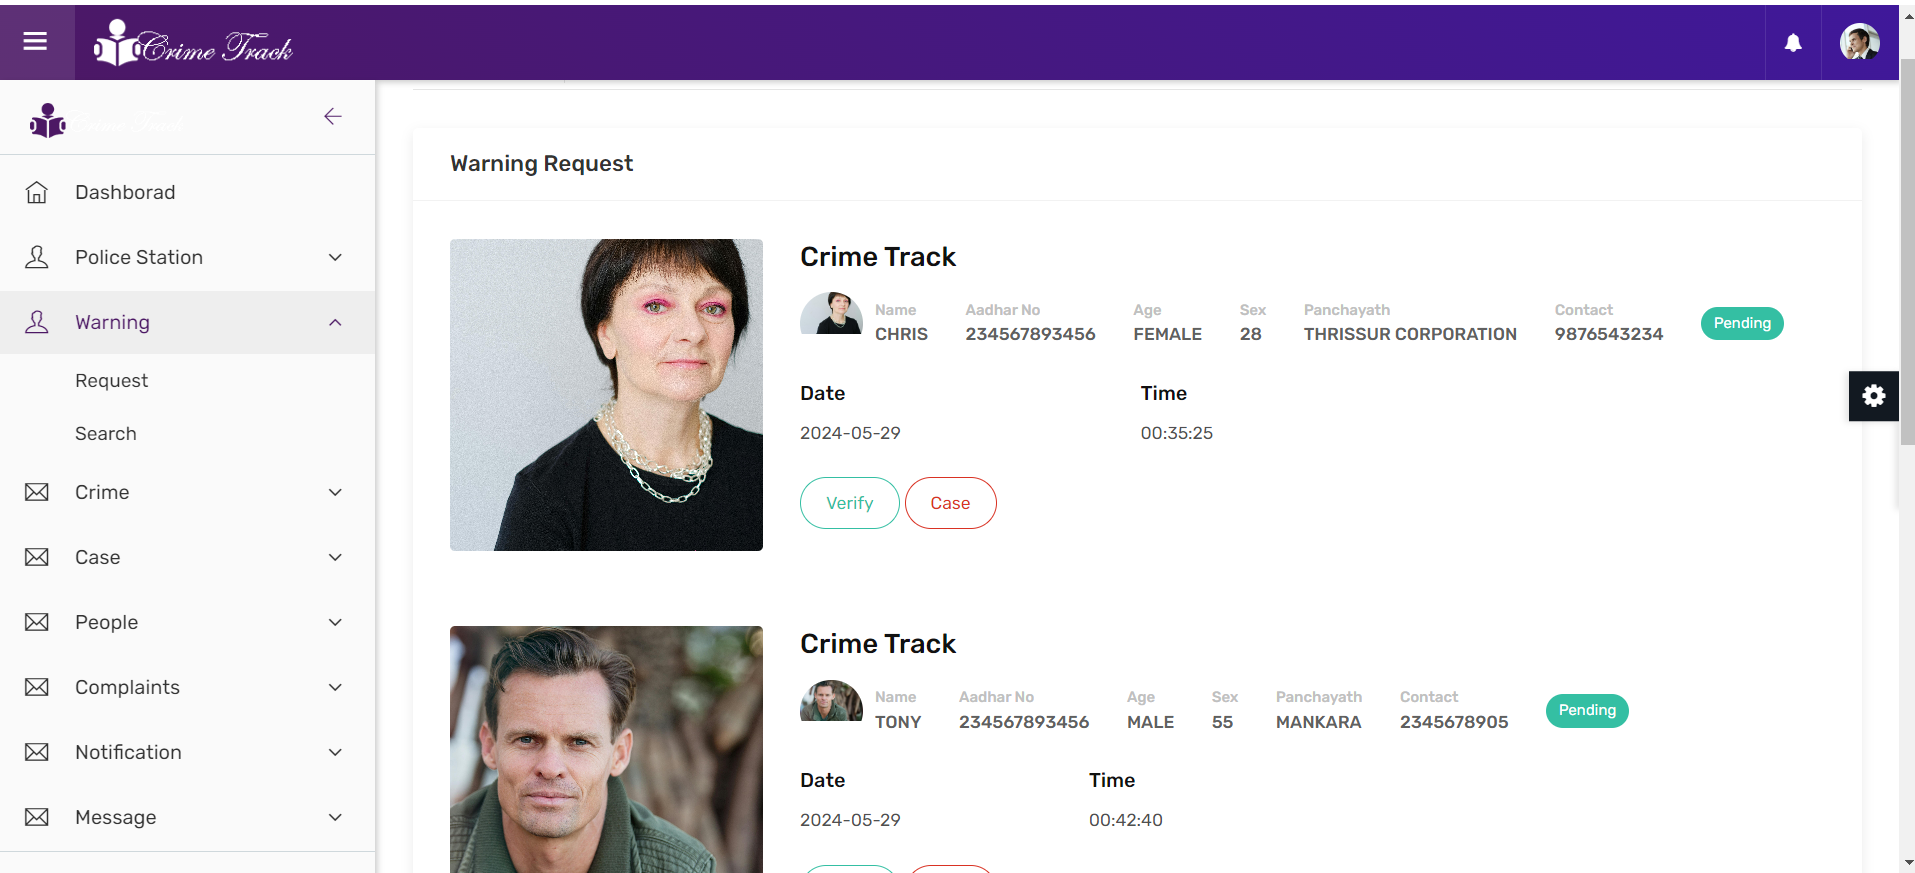 Crime Track
Crime Track
Dashborad
Police Station
Warning
Request
Search
Crime
Case
People
Complaints
Notification
Message
Warning Request
Crime Track
Name Aadhar No Age Sex Panchayath Contact
CHRIS 234567893456 FEMALE 28 THRISSUR CORPORATION 9876543234 Pending
Date Time
2024-05-29 00:35:25
Verify Case
Crime Track
Name Aadhar No Age Sex Panchayath Contact
TONY 234567893456 MALE 55 MANKARA 2345678905 Pending
Date Time
2024-05-29 00:42:40